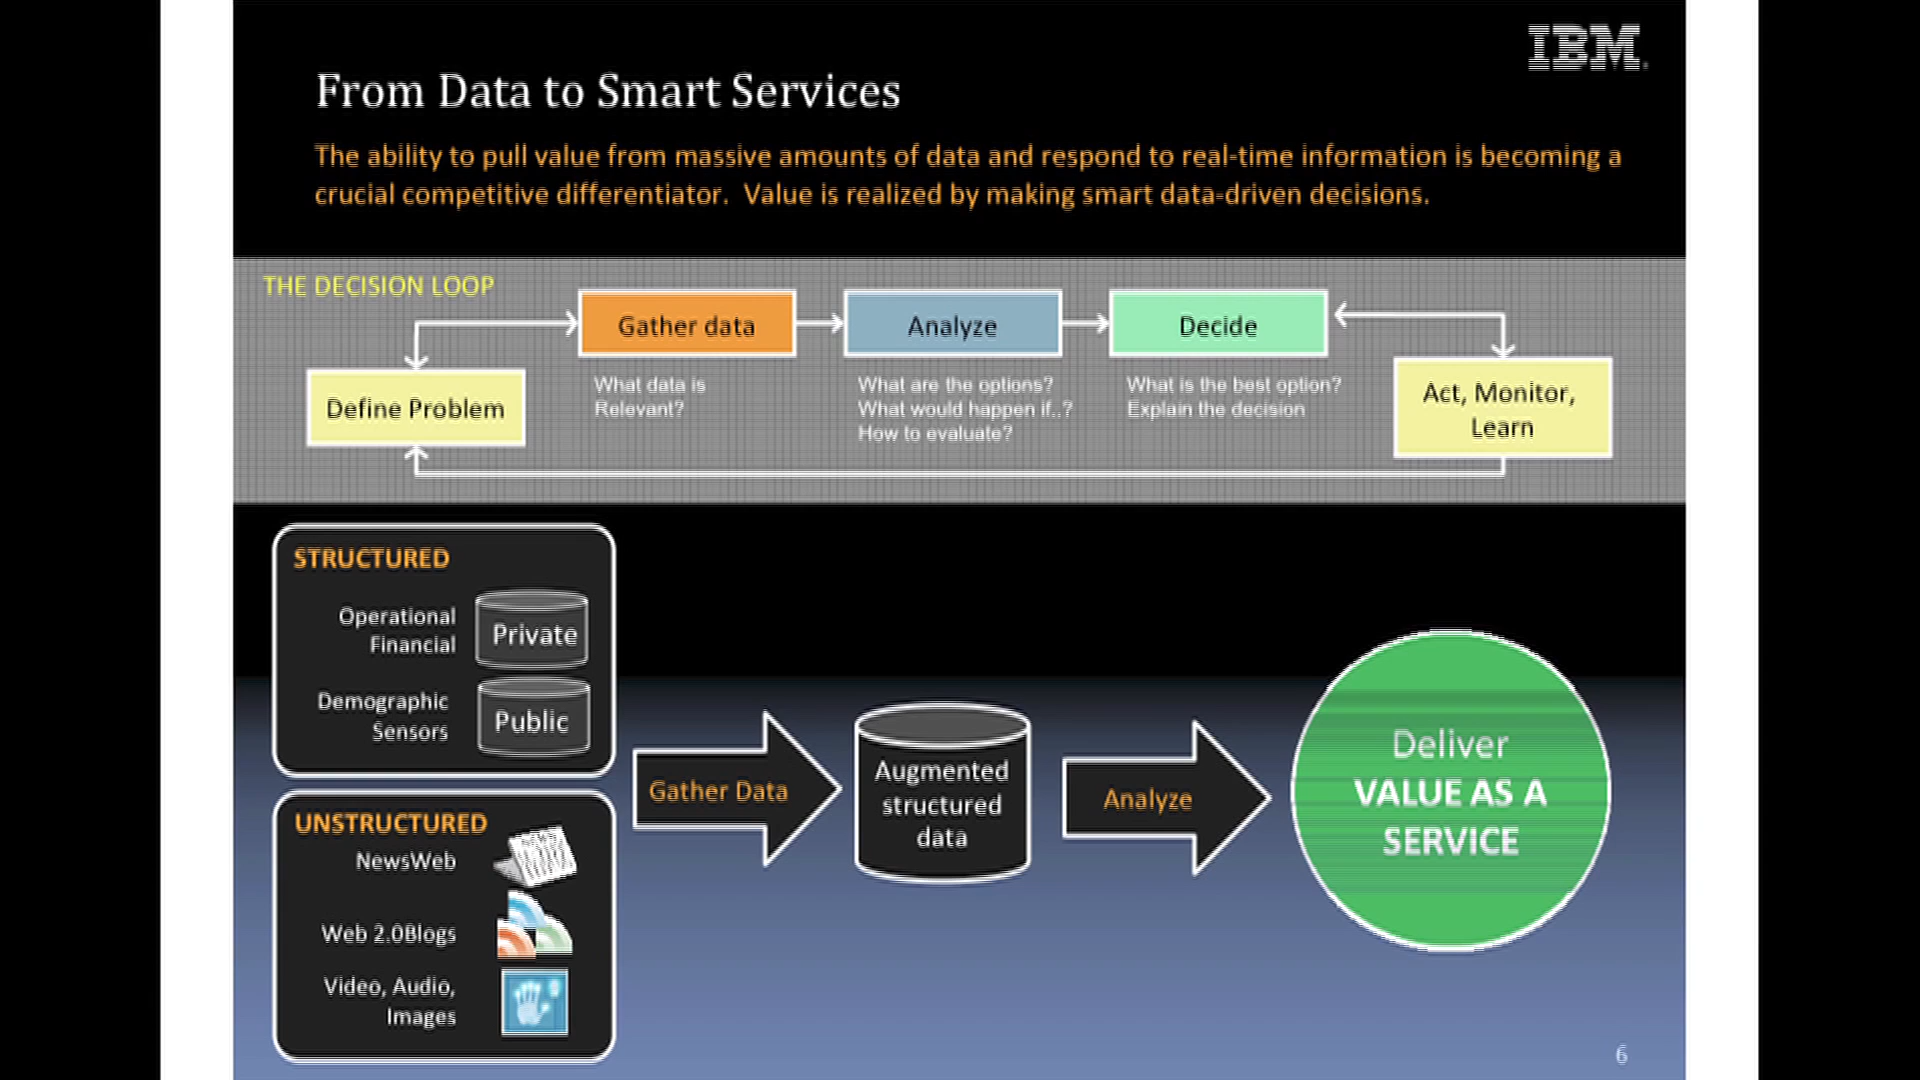 IBM
From Data to Smart Services
The ability to pull value from massive amounts of data and respond to real-time information is becoming a
crucial competitive differentiator. Value is realized by making smart data-driven decisions.
THE DECISION LOOP
Define Problem
Gather data
What data is
Relevant?
Analyze
What are the options?
What would happen if..?
How to evaluate?
Decide
What is the best option?
Explain the decision
Act, Monitor,
Learn
STRUCTURED
Operational
Financial
Private
Demographic
Sensors
Public
UNSTRUCTURED
NewsWeb
Web 2.0Blogs
Video, Audio,
Images
Gather Data
Augmented
structured
data
Analyze
Deliver
VALUE AS A
SERVICE
6